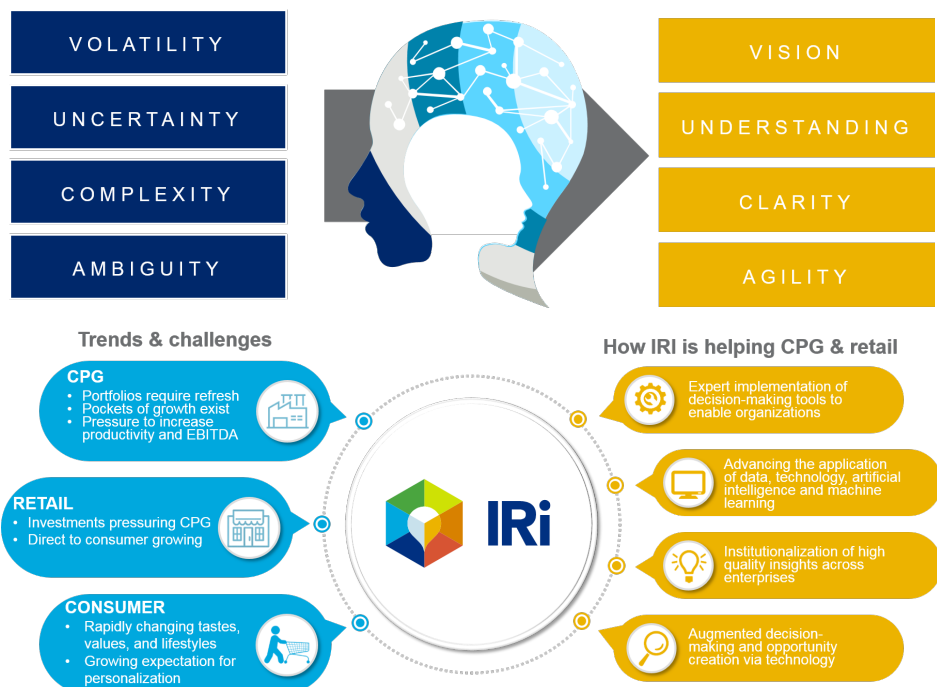 VOLATILITY
UNCERTAINTY
COMPLEXITY
AMBIGUITY
VISION
UNDERSTANDING
CLARITY
AGILITY
Trends & challenges
CPG
• Portfolios require refresh
• Pockets of growth exist
• Pressure to increase
productivity and EBITDA
RETAIL
• Investments pressuring CPG
• Direct to consumer growing
CONSUMER
• Rapidly changing tastes,
values, and lifestyles
• Growing expectation for
personalization
IRi
How IRI is helping CPG & retail
Expert implementation of
decision-making tools to
enable organizations
Advancing the application
of data, technology, artificial
intelligence and machine
learning
Institutionalization of high
quality insights across
enterprises
Augmented decision-
making and opportunity
creation via technology